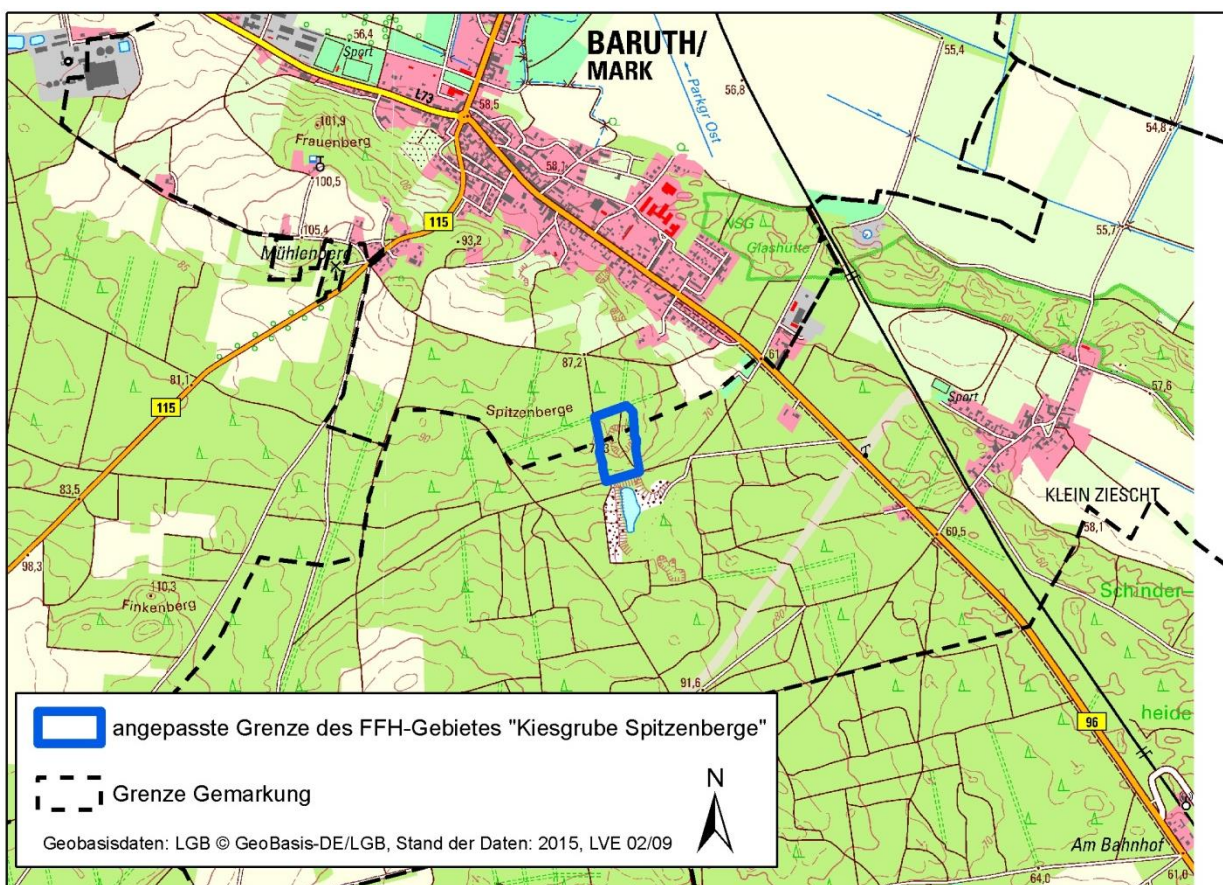 56,4
Sport
BARUTH/
MARK
55,4
L73
58,5
Parkgr Ost
56,8
54,8
101,9
Frauenberg
58,1
100,5
NSG
Glashütte
55,7
105,4
115
93,2
Mühlenberg
87,2
61
57,6
81,1
115
Spitzenberge
70
Sport
KLEIN ZIESCHT
83,5
60,5
58,1
98,3
110,3
Finkenberg
Schinder-
91,6
heide
96
angepasste Grenze des FFH-Gebietes "Kiesgrube Spitzenberge"
Grenze Gemarkung
N
Geobasisdaten: LGB © GeoBasis-DE/LGB, Stand der Daten: 2015, LVE 02/09
Am Bahnhof
64,0
61,0